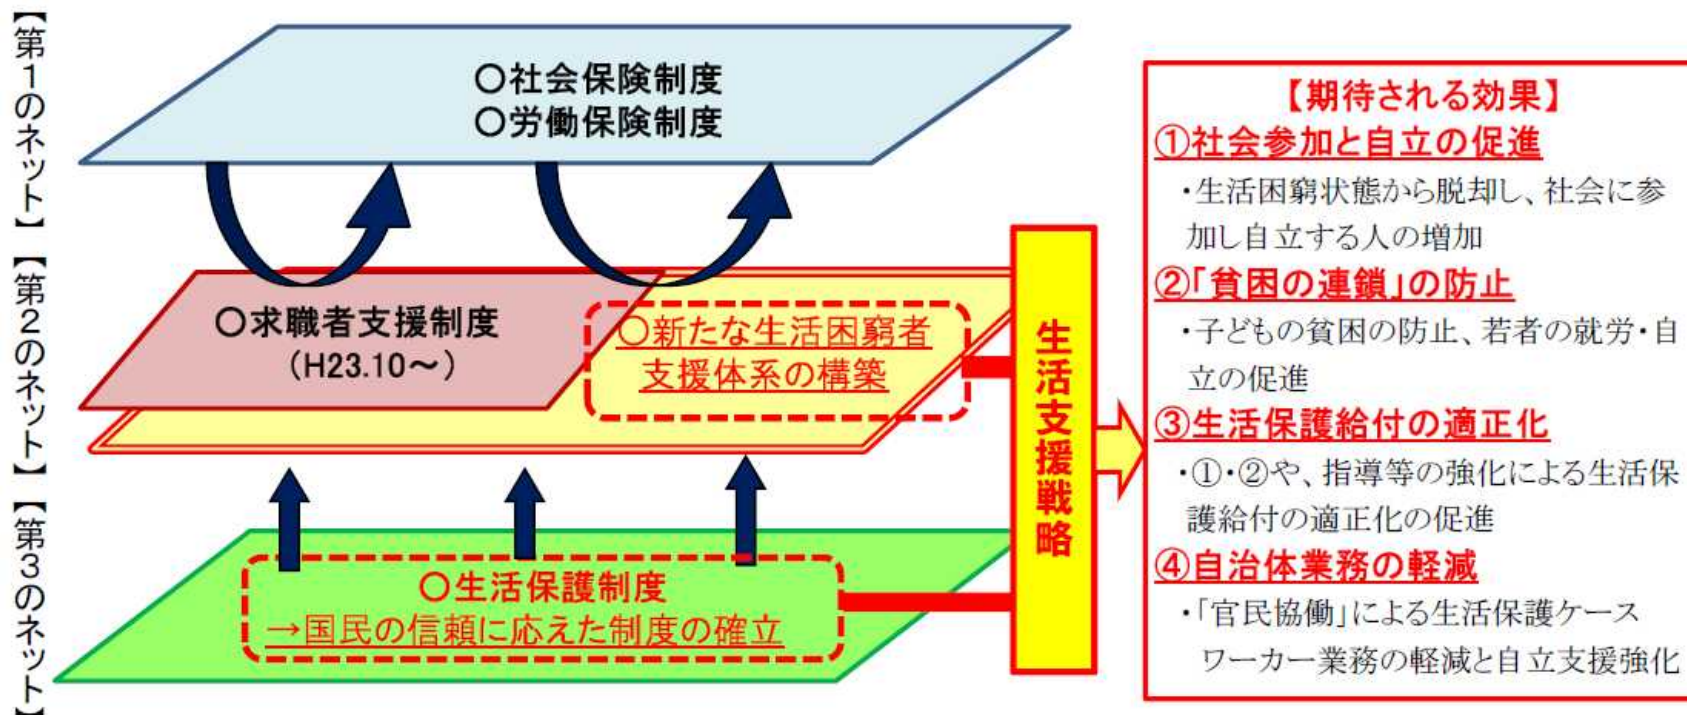 【第1のネット】
○社会保険制度
○労働保険制度
【第2のネット】
○求職者支援制度
(H23.10～)
○新たな生活困窮者
支援体系の構築
【第3のネット】
○生活保護制度
→国民の信頼に応えた制度の確立
生活支援戦略
【期待される効果】
①社会参加と自立の促進
・生活困窮状態から脱却し、社会に参
加し自立する人の増加
②「貧困の連鎖」の防止
・子どもの貧困の防止、若者の就労・自
立の促進
③生活保護給付の適正化
・①・②や、指導等の強化による生活保
護給付の適正化の促進
④自治体業務の軽減
・「官民協働」による生活保護ケース
ワーカー業務の軽減と自立支援強化